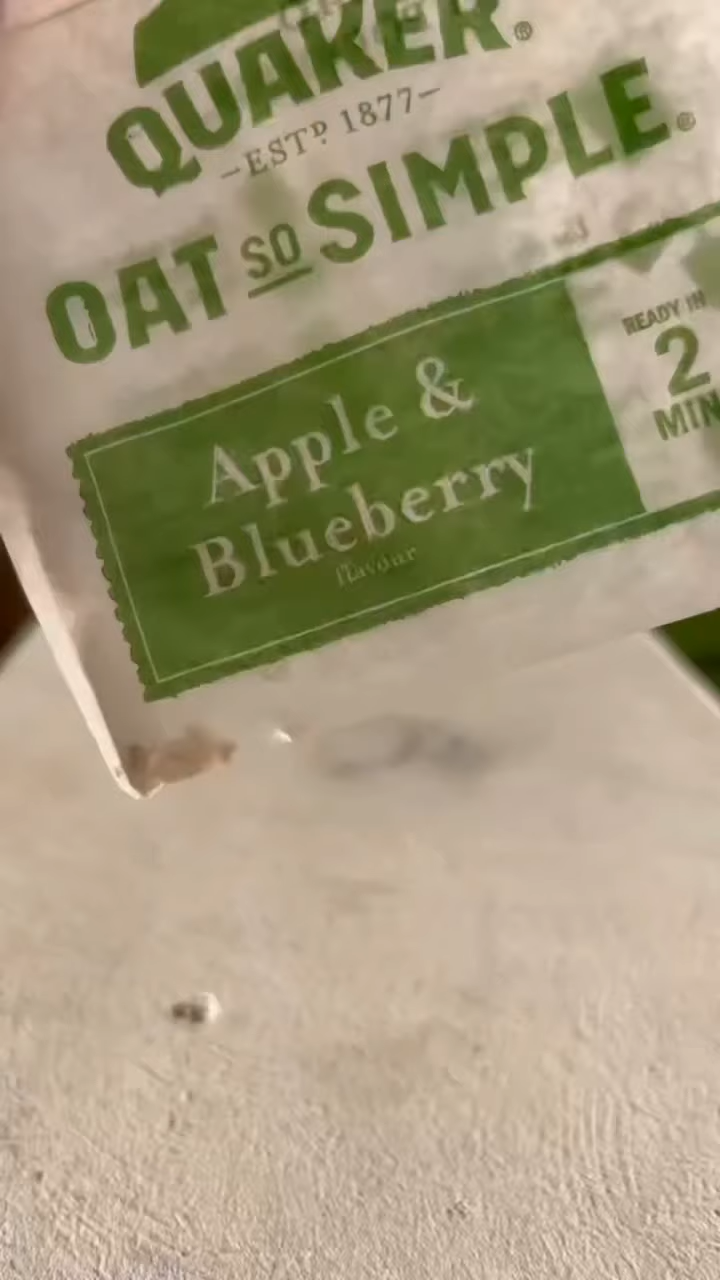 QUAKER®
–ESTD 1877–
OAT SO SIMPLE®
Apple &
Blueberry
flavour
READY IN
2
MIN